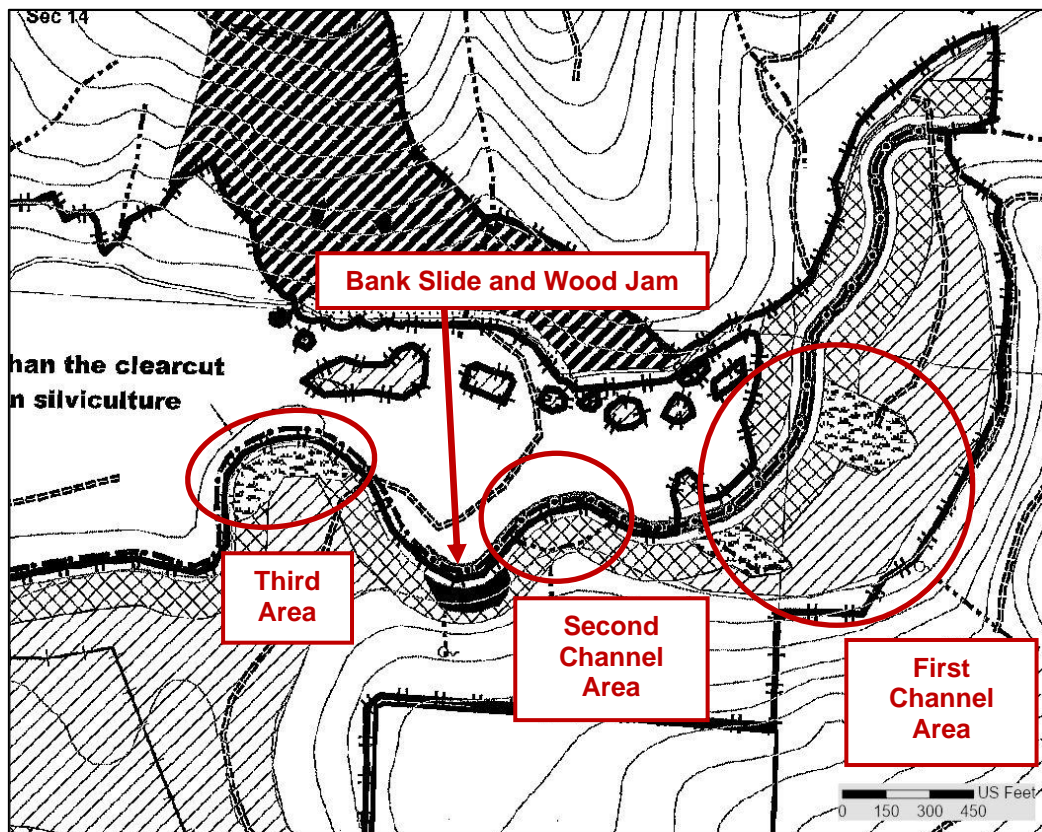 Sec 14
Bank Slide and Wood Jam
han the clearcut
n silviculture
Third
Area
Second
Channel
Area
First
Channel
Area
US Feet
0 150 300 450